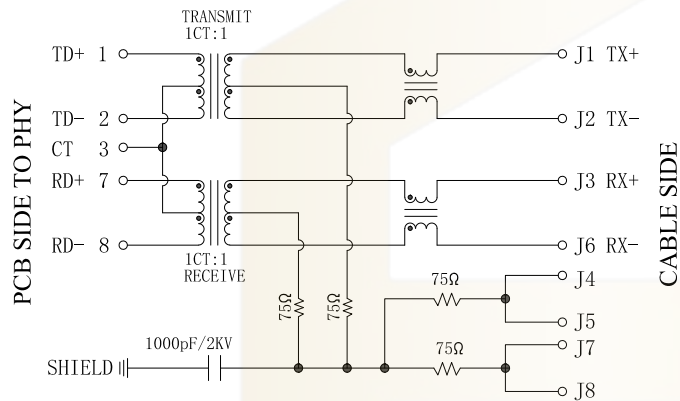 TRANSMIT
1CT:1
TD+ 1
J1 TX+
TD- 2
J2 TX-
CT 3
RD+ 7
J3 RX+
RD- 8
J6 RX-
1CT:1
RECEIVE
PCB SIDE TO PHY
CABLE SIDE
75Ω
75Ω
75Ω
J4
J5
1000pF/2KV
75Ω
J7
SHIELD
J8